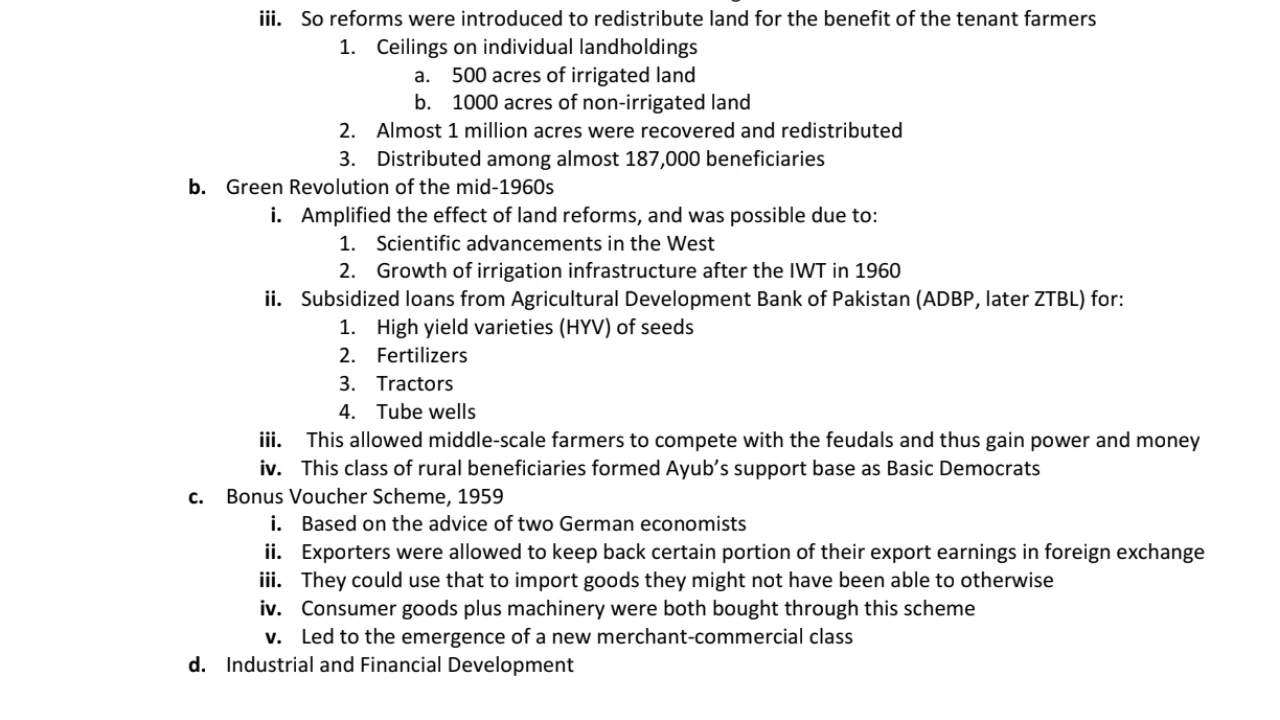 iii. So reforms were introduced to redistribute land for the benefit of the tenant farmers
1. Ceilings on individual landholdings
a. 500 acres of irrigated land
b. 1000 acres of non-irrigated land
2. Almost 1 million acres were recovered and redistributed
3. Distributed among almost 187,000 beneficiaries
b. Green Revolution of the mid-1960s
i. Amplified the effect of land reforms, and was possible due to:
1. Scientific advancements in the West
2. Growth of irrigation infrastructure after the IWT in 1960
ii. Subsidized loans from Agricultural Development Bank of Pakistan (ADBP, later ZTBL) for:
1. High yield varieties (HYV) of seeds
2. Fertilizers
3. Tractors
4. Tube wells
iii. This allowed middle-scale farmers to compete with the feudals and thus gain power and money
iv. This class of rural beneficiaries formed Ayub’s support base as Basic Democrats
c. Bonus Voucher Scheme, 1959
i. Based on the advice of two German economists
ii. Exporters were allowed to keep back certain portion of their export earnings in foreign exchange
iii. They could use that to import goods they might not have been able to otherwise
iv. Consumer goods plus machinery were both bought through this scheme
v. Led to the emergence of a new merchant-commercial class
d. Industrial and Financial Development